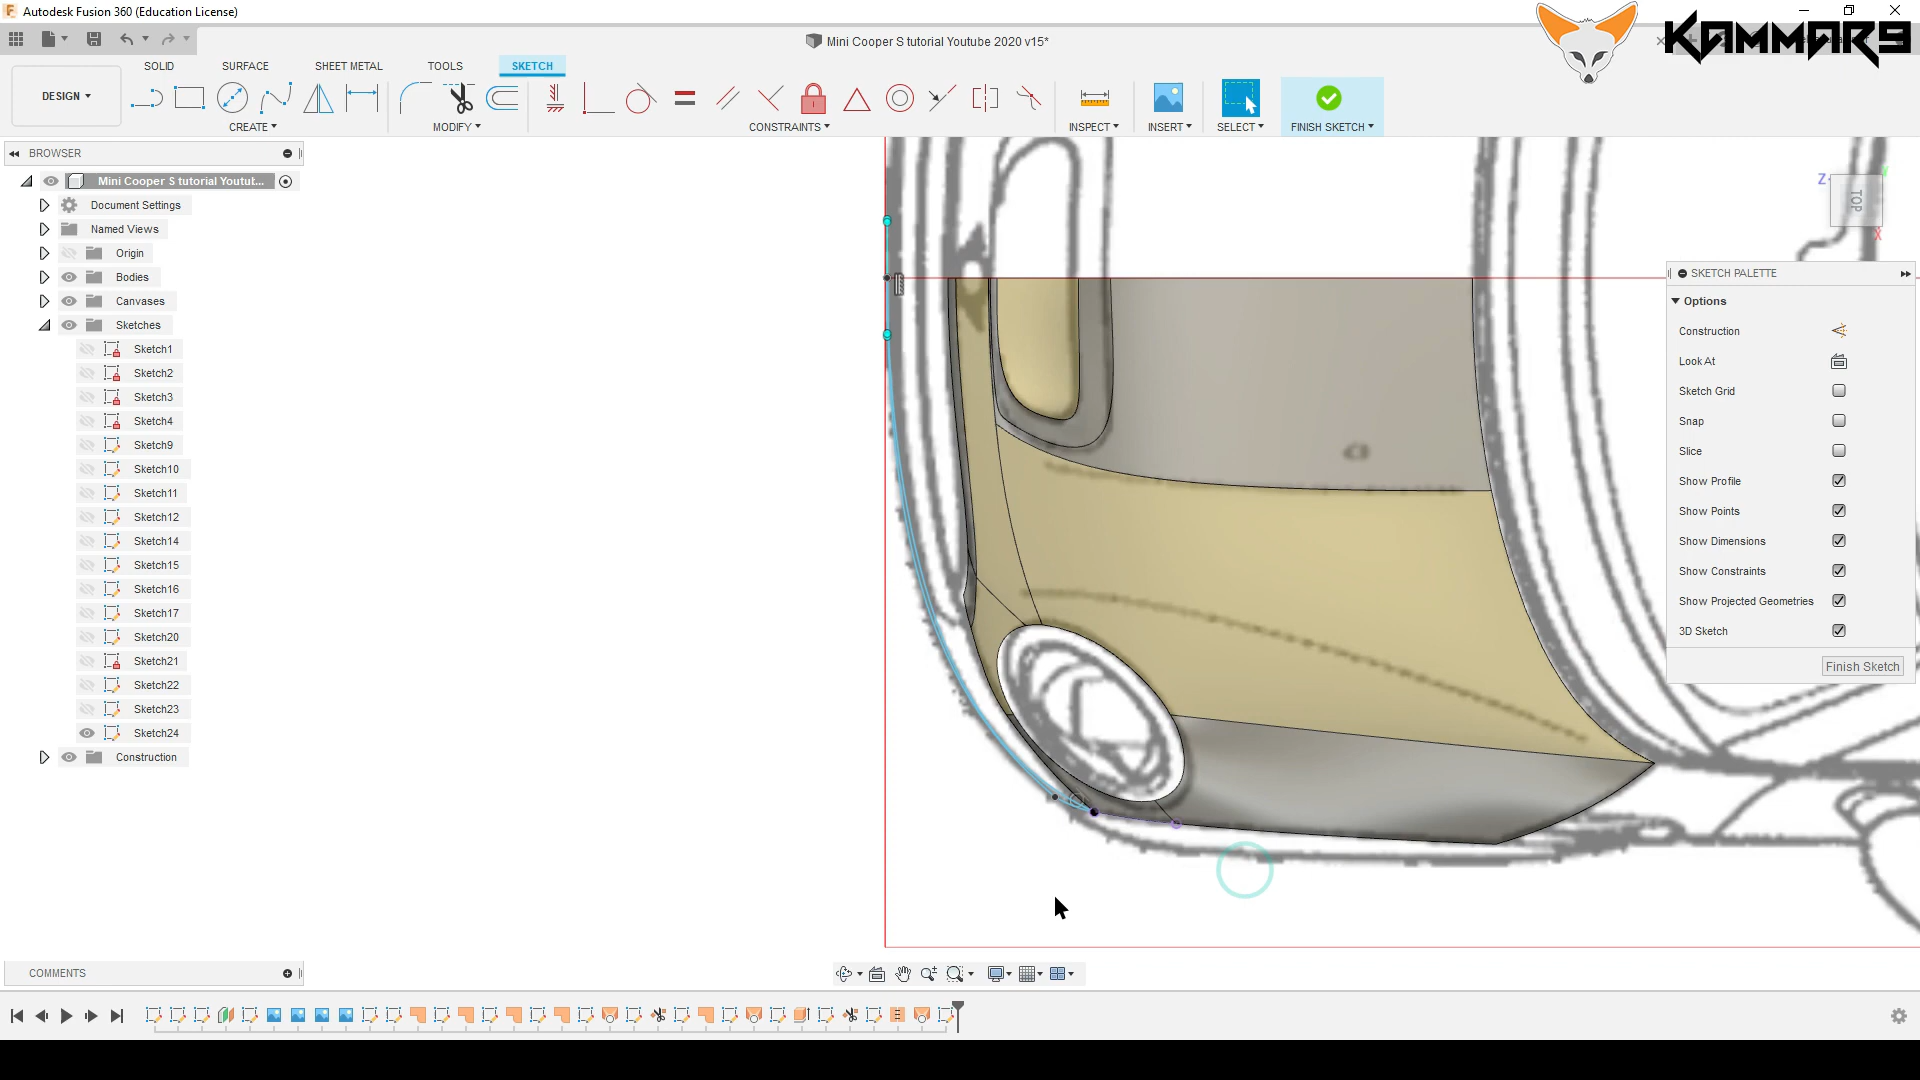 Autodesk Fusion 360 (Education License)
Mini Cooper S tutorial Youtube 2020 v15*
KAMMAR9
SOLID SURFACE SHEET METAL TOOLS SKETCH
DESIGN
CREATE MODIFY CONSTRAINTS INSPECT INSERT SELECT FINISH SKETCH
BROWSER
Mini Cooper S tutorial Youtut...
Document Settings
Named Views
Origin
Bodies
Canvases
Sketches
Sketch1
Sketch2
Sketch3
Sketch4
Sketch9
Sketch10
Sketch11
Sketch12
Sketch14
Sketch15
Sketch16
Sketch17
Sketch20
Sketch21
Sketch22
Sketch23
Sketch24
Construction
Z
TOP
X
SKETCH PALETTE
Options
Construction
Look At
Sketch Grid
Snap
Slice
Show Profile
Show Points
Show Dimensions
Show Constraints
Show Projected Geometries
3D Sketch
Finish Sketch
COMMENTS